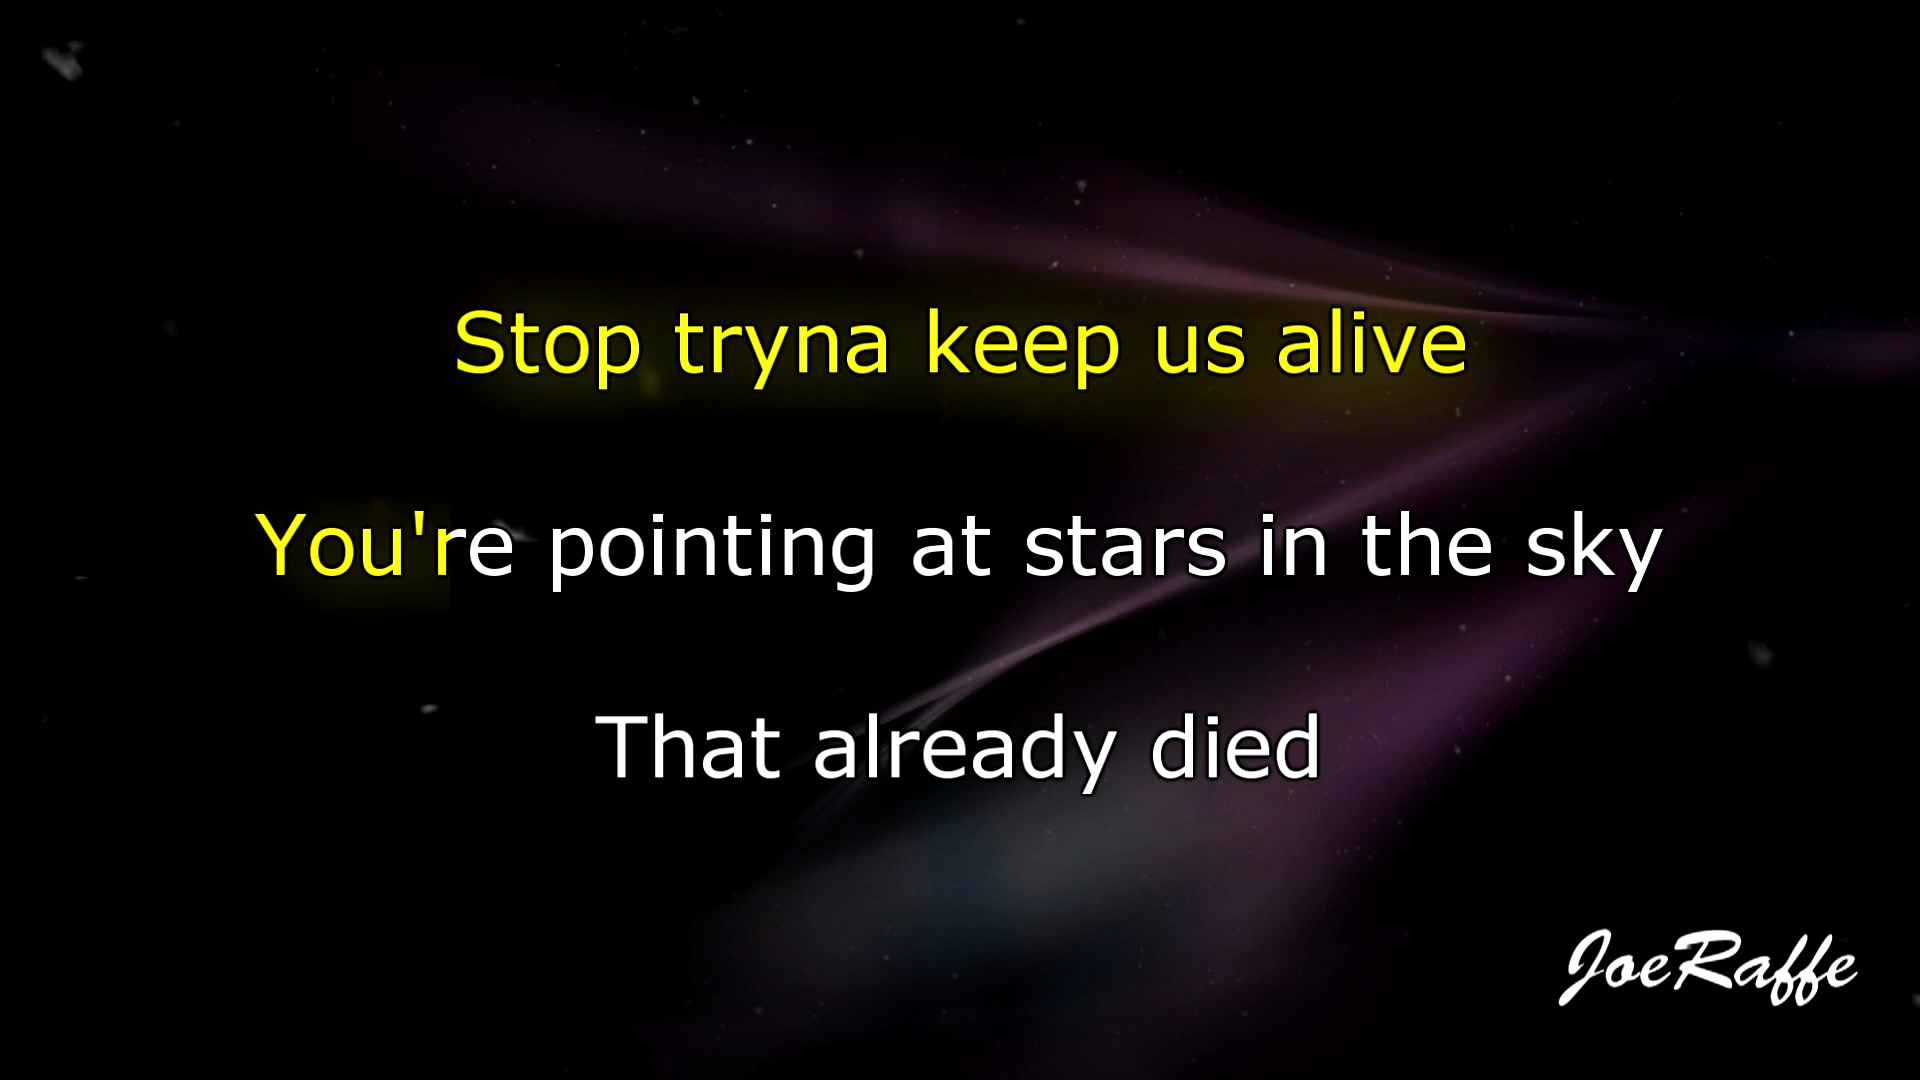 Stop tryna keep us alive
You're pointing at stars in the sky
That already died
JoeRaffe